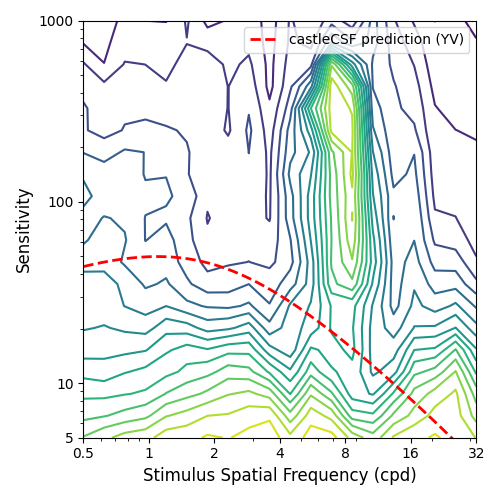 1000
castleCSF prediction (YV)
100
Sensitivity
10
5
0.5 1 2 4 8 16 32
Stimulus Spatial Frequency (cpd)